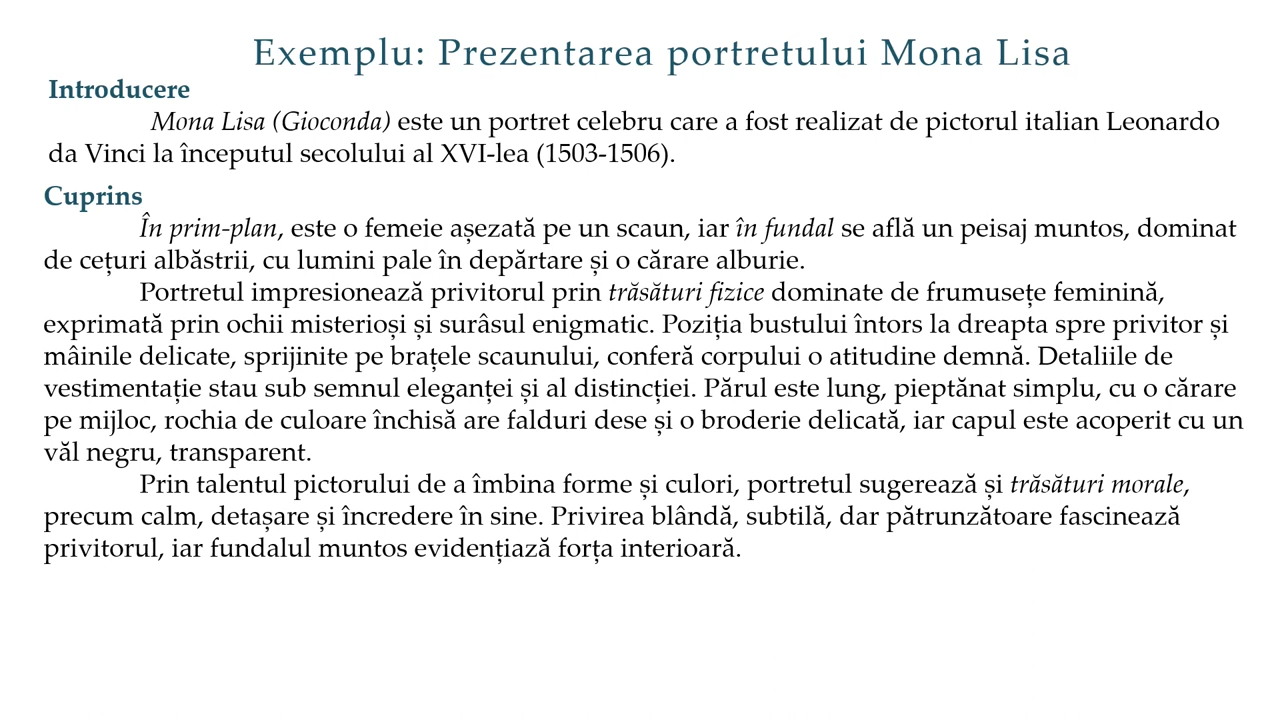 Exemplu: Prezentarea portretului Mona Lisa
Introducere
Mona Lisa (Gioconda) este un portret celebru care a fost realizat de pictorul italian Leonardo
da Vinci la începutul secolului al XVI-lea (1503-1506).
Cuprins
În prim-plan, este o femeie așezată pe un scaun, iar în fundal se află un peisaj muntos, dominat
de cețuri albăstrii, cu lumini pale în depărtare și o cărare alburie.
Portretul impresionează privitorul prin trăsături fizice dominate de frumusețe feminină,
exprimată prin ochii misterioși și surâsul enigmatic. Poziția bustului întors la dreapta spre privitor și
mâinile delicate, sprijinite pe brațele scaunului, conferă corpului o atitudine demnă. Detaliile de
vestimentație stau sub semnul eleganței și al distincției. Părul este lung, pieptănat simplu, cu o cărare
pe mijloc, rochia de culoare închisă are falduri dese și o broderie delicată, iar capul este acoperit cu un
văl negru, transparent.
Prin talentul pictorului de a îmbina forme și culori, portretul sugerează și trăsături morale,
precum calm, detașare și încredere în sine. Privirea blândă, subtilă, dar pătrunzătoare fascinează
privitorul, iar fundalul muntos evidențiază forța interioară.